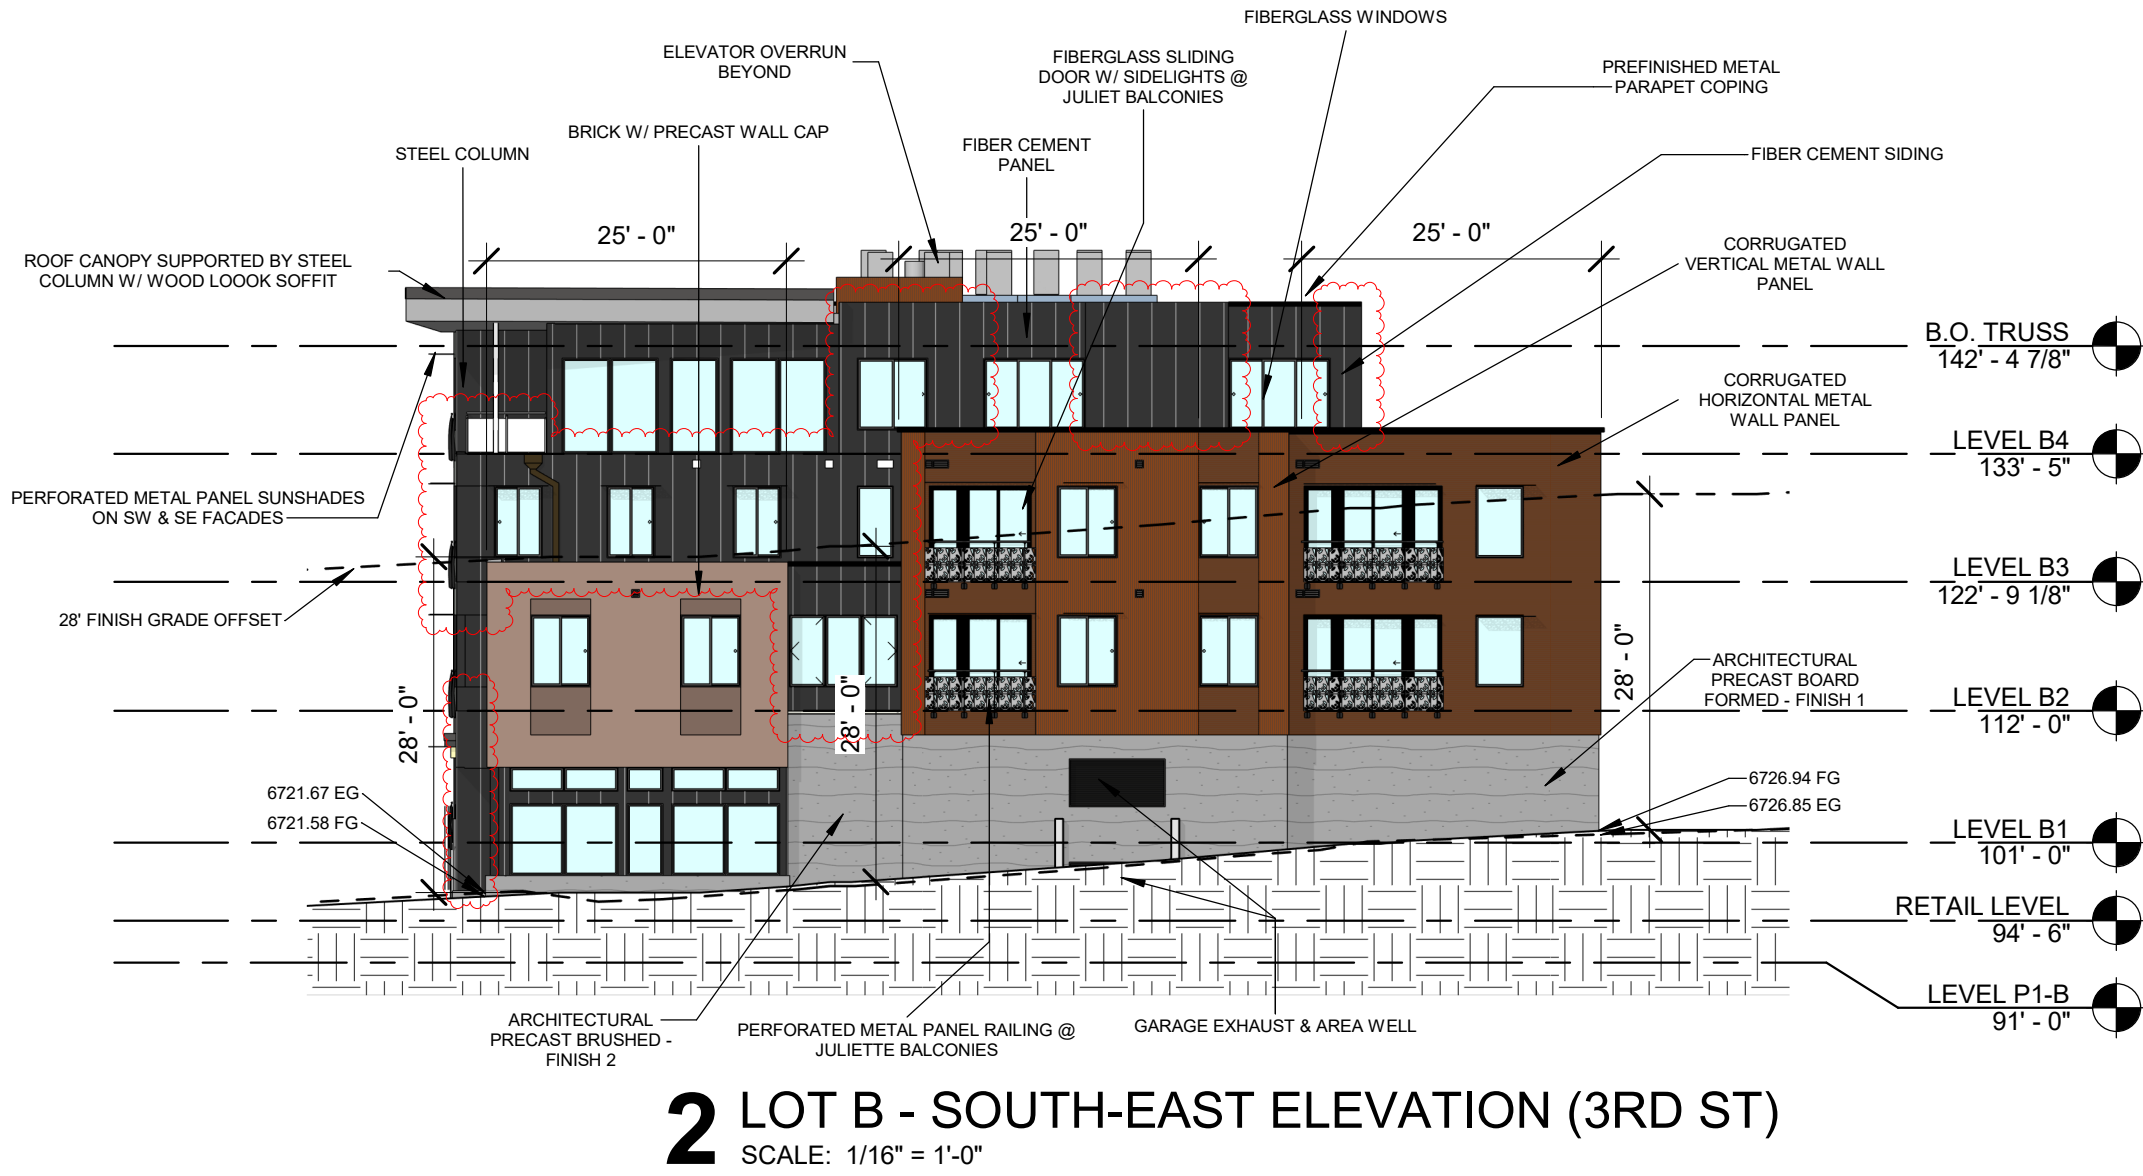 FIBERGLASS WINDOWS
ELEVATOR OVERRUN
BEYOND
FIBERGLASS SLIDING
DOOR W/ SIDELIGHTS @
JULIET BALCONIES
PREFINISHED METAL
PARAPET COPING
BRICK W/ PRECAST WALL CAP
STEEL COLUMN
FIBER CEMENT
PANEL
FIBER CEMENT SIDING
25' - 0"
25' - 0"
25' - 0"
ROOF CANOPY SUPPORTED BY STEEL
COLUMN W/ WOOD LOOOK SOFFIT
CORRUGATED
VERTICAL METAL WALL
PANEL
B.O. TRUSS
142' - 4 7/8"
CORRUGATED
HORIZONTAL METAL
WALL PANEL
LEVEL B4
133' - 5"
PERFORATED METAL PANEL SUNSHADES
ON SW & SE FACADES
LEVEL B3
122' - 9 1/8"
28' FINISH GRADE OFFSET
28' - 0"
28' - 0"
28' - 0"
ARCHITECTURAL
PRECAST BOARD
FORMED - FINISH 1
LEVEL B2
112' - 0"
6721.67 EG
6721.58 FG
6726.94 FG
6726.85 EG
LEVEL B1
101' - 0"
RETAIL LEVEL
94' - 6"
LEVEL P1-B
91' - 0"
ARCHITECTURAL
PRECAST BRUSHED -
FINISH 2
PERFORATED METAL PANEL RAILING @
JULIETTE BALCONIES
GARAGE EXHAUST & AREA WELL
2 LOT B - SOUTH-EAST ELEVATION (3RD ST)
SCALE: 1/16" = 1'-0"